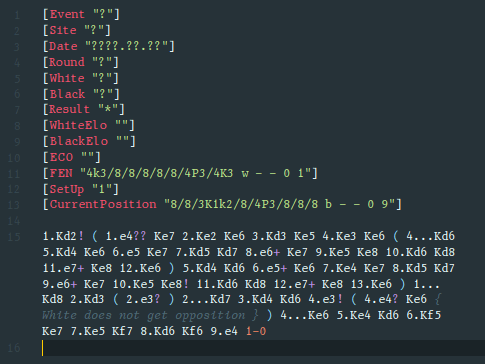 1 [Event "?"]
2 [Site "?"]
3 [Date "????.??.??"]
4 [Round "?"]
5 [White "?"]
6 [Black "?"]
7 [Result "*"]
8 [WhiteElo ""]
9 [BlackElo ""]
10 [ECO ""]
11 [FEN "4k3/8/8/8/8/8/4P3/4K3 w - - 0 1"]
12 [SetUp "1"]
13 [CurrentPosition "8/8/3K1k2/8/4P3/8/8/8 b - - 0 9"]
14
15 1.Kd2! ( 1.e4?? Ke7 2.Ke2 Ke6 3.Kd3 Ke5 4.Ke3 Ke6 ( 4...Kd6
5.Kd4 Ke6 6.e5 Ke7 7.Kd5 Kd7 8.e6+ Ke7 9.Ke5 Ke8 10.Kd6 Kd8
11.e7+ Ke8 12.Ke6 ) 5.Kd4 Kd6 6.e5+ Ke6 7.Ke4 Ke7 8.Kd5 Kd7
9.e6+ Ke7 10.Ke5 Ke8! 11.Kd6 Kd8 12.e7+ Ke8 13.Ke6 ) 1...
Kd8 2.Kd3 ( 2.e3? ) 2...Kd7 3.Kd4 Kd6 4.e3! ( 4.e4? Ke6 {
White does not get opposition } ) 4...Ke6 5.Ke4 Kd6 6.Kf5
Ke7 7.Ke5 Kf7 8.Kd6 Kf6 9.e4 1-0
16